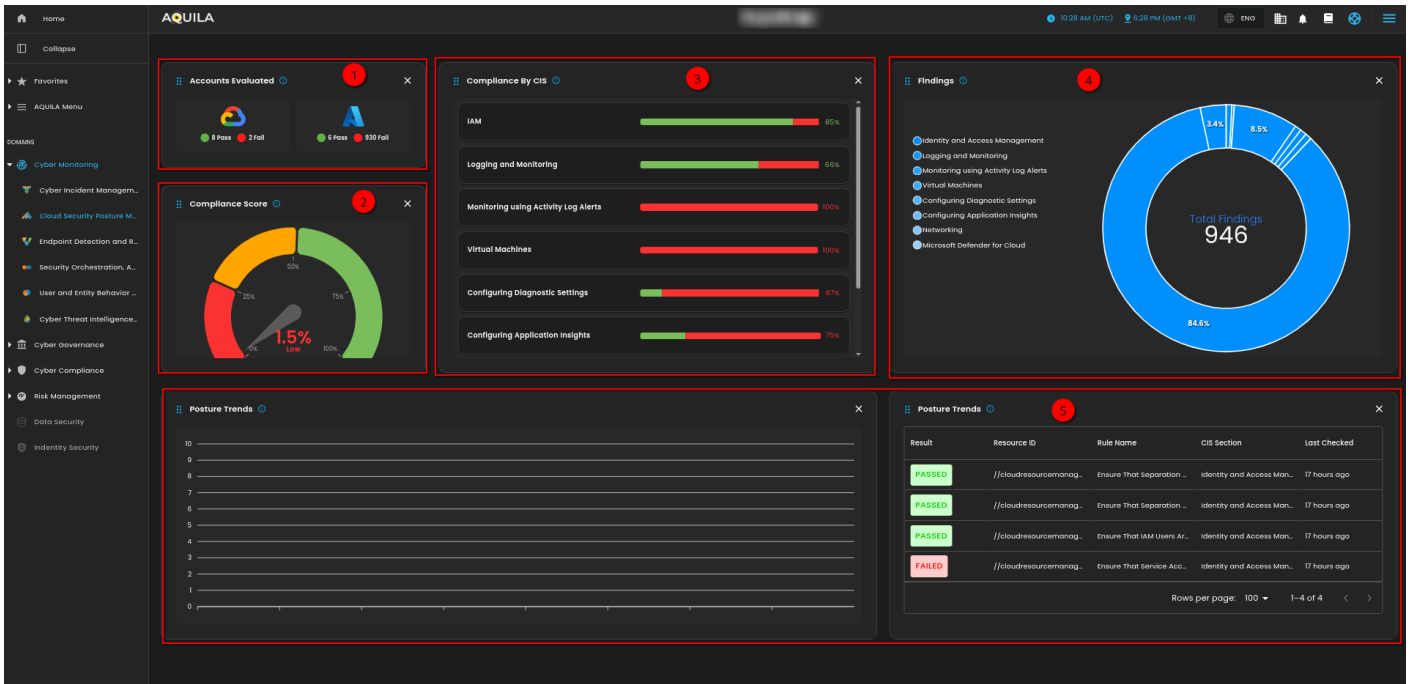 Home
AQUILA
10:28 AM (UTC)
6:28 PM (GMT +8)
ENG
Collapse
Favorites
AQUILA Menu
DOMAINS
Cyber Monitoring
Cyber Incident Managem...
Cloud Security Posture M...
Endpoint Detection and R...
Security Orchestration, A...
User and Entity Behavior ...
Cyber Threat Intelligence...
Cyber Governance
Cyber Compliance
Risk Management
Data Security
Indentity Security
Accounts Evaluated
1
8 Pass 2 Fail
6 Pass 930 Fail
Compliance Score
2
0%
25%
50%
75%
100%
1.5%
Low
Compliance By CIS
3
IAM 85%
Logging and Monitoring 66%
Monitoring using Activity Log Alerts 100%
Virtual Machines 100%
Configuring Diagnostic Settings 87%
Configuring Application Insights 75%
Findings
4
Identity and Access Management
Logging and Monitoring
Monitoring using Activity Log Alerts
Virtual Machines
Configuring Diagnostic Settings
Configuring Application Insights
Networking
Microsoft Defender for Cloud
3.4%
8.5%
Total Findings
946
84.6%
Posture Trends
10
9
8
7
6
5
4
3
2
1
0
Posture Trends
5
Result Resource ID Rule Name CIS Section Last Checked
PASSED //cloudresourcemanag... Ensure That Separation ... Identity and Access Man... 17 hours ago
PASSED //cloudresourcemanag... Ensure That Separation ... Identity and Access Man... 17 hours ago
PASSED //cloudresourcemanag... Ensure That IAM Users Ar... Identity and Access Man... 17 hours ago
FAILED //cloudresourcemanag... Ensure That Service Acc... Identity and Access Man... 17 hours ago
Rows per page: 100 1–4 of 4